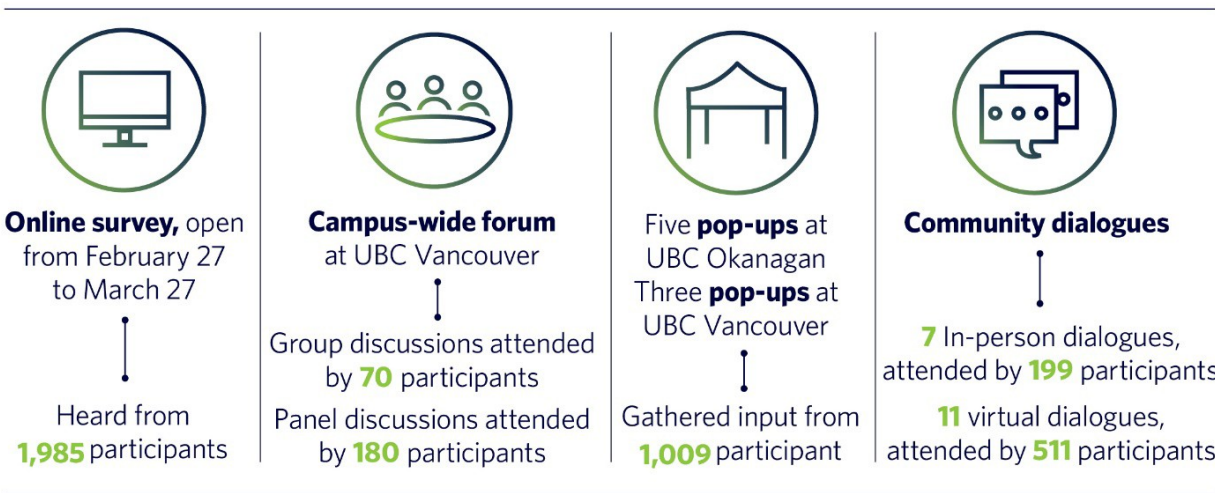 Online survey, open
from February 27
to March 27
Heard from
1,985 participants
Campus-wide forum
at UBC Vancouver
Group discussions attended
by 70 participants
Panel discussions attended
by 180 participants
Five pop-ups at
UBC Okanagan
Three pop-ups at
UBC Vancouver
Gathered input from
1,009 participant
Community dialogues
7 In-person dialogues,
attended by 199 participants
11 virtual dialogues,
attended by 511 participants